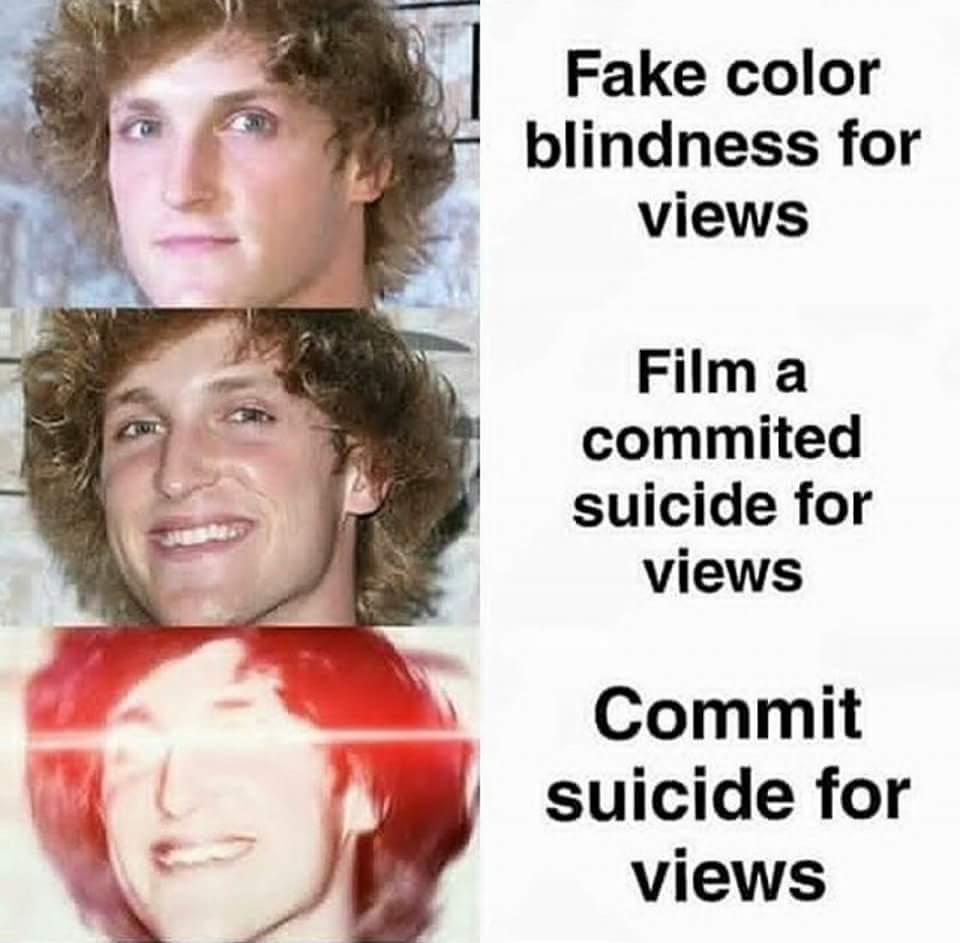 Fake color
blindness for
views
Film a
commited
suicide for
views
Commit
suicide for
views